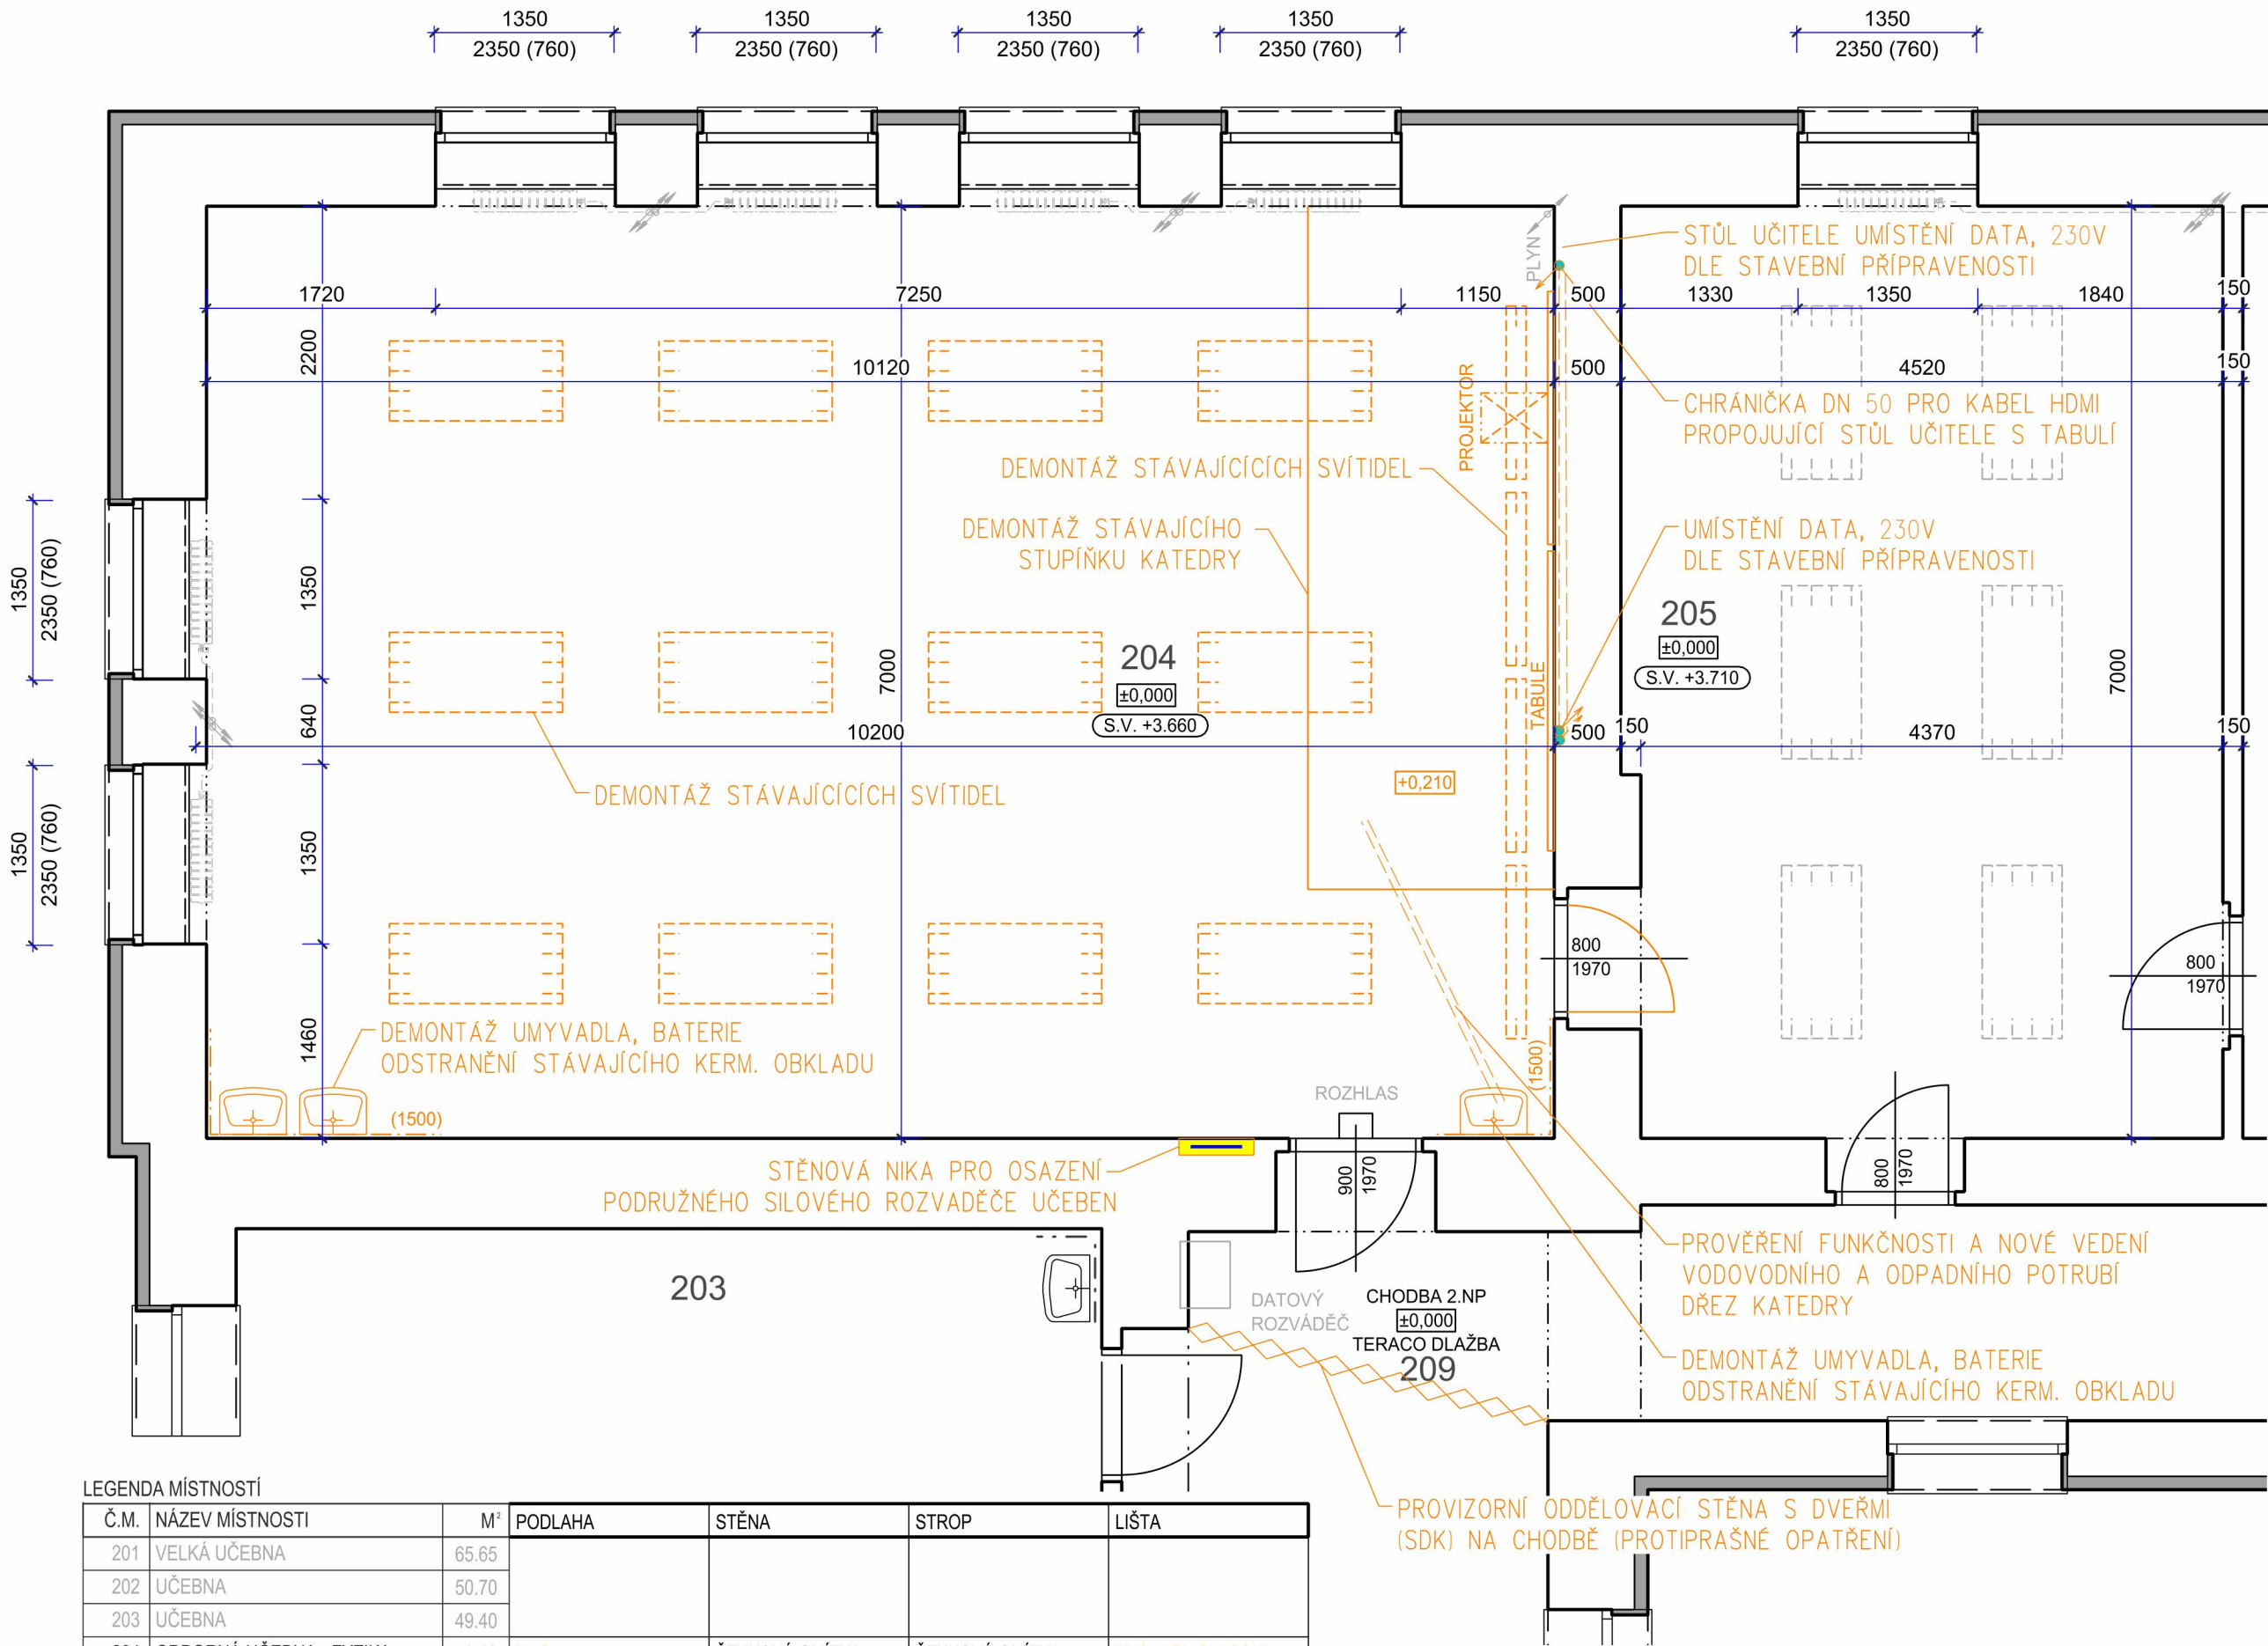 1350
2350 (760)
1350
2350 (760)
1350
2350 (760)
1350
2350 (760)
1350
2350 (760)
PLYN
STŮL UČITELE UMÍSTĚNÍ DATA, 230V
DLE STAVEBNÍ PŘÍPRAVENOSTI
1720
7250
1150
500
1330
1350
1840
150
2200
10120
500
4520
150
PROJEKTOR
CHRÁNIČKA DN 50 PRO KABEL HDMI
PROPOJUJÍCÍ STŮL UČITELE S TABULÍ
DEMONTÁŽ STÁVAJÍCÍCÍCH SVÍTIDEL
DEMONTÁŽ STÁVAJÍCÍHO
STUPÍŇKU KATEDRY
UMÍSTĚNÍ DATA, 230V
DLE STAVEBNÍ PŘÍPRAVENOSTI
1350
2350 (760)
1350
205
±0,000
S.V. +3.710
204
±0,000
S.V. +3.660
7000
7000
TABULE
640
10200
500
150
4370
150
+0,210
DEMONTÁŽ STÁVAJÍCÍCÍCH SVÍTIDEL
1350
2350 (760)
1350
800
1970
800
1970
1460
DEMONTÁŽ UMYVADLA, BATERIE
ODSTRANĚNÍ STÁVAJÍCÍHO KERM. OBKLADU
(1500)
(1500)
ROZHLAS
STĚNOVÁ NIKA PRO OSAZENÍ
PODRUŽNÉHO SILOVÉHO ROZVADĚČE UČEBEN
900
1970
800
1970
PROVĚŘENÍ FUNKČNOSTI A NOVÉ VEDENÍ
VODOVODNÍHO A ODPADNÍHO POTRUBÍ
DŘEZ KATEDRY
203
DATOVÝ
ROZVÁDĚČ
CHODBA 2.NP
±0,000
TERACO DLAŽBA
209
DEMONTÁŽ UMYVADLA, BATERIE
ODSTRANĚNÍ STÁVAJÍCÍHO KERM. OBKLADU
PROVIZORNÍ ODDĚLOVACÍ STĚNA S DVEŘMI
(SDK) NA CHODBĚ (PROTIPRAŠNÉ OPATŘENÍ)
LEGENDA MÍSTNOSTÍ
Č.M. NÁZEV MÍSTNOSTI M² PODLAHA STĚNA STROP LIŠTA
201 VELKÁ UČEBNA 65.65
202 UČEBNA 50.70
203 UČEBNA 49.40